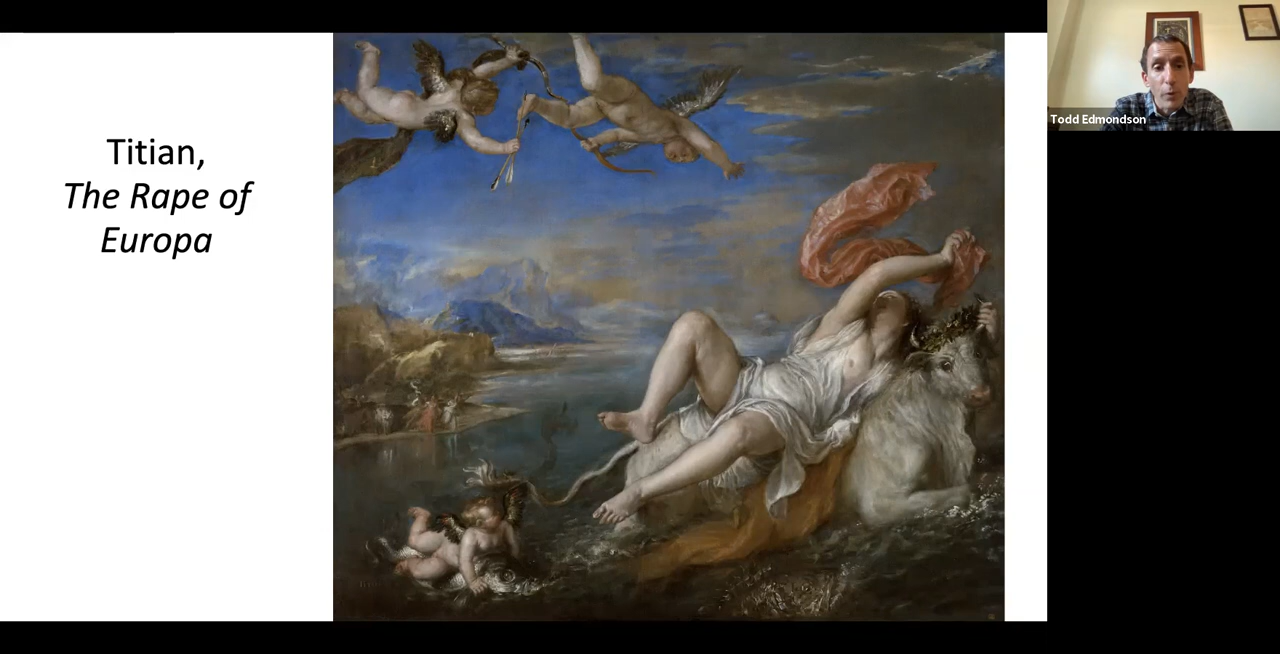 Titian,
The Rape of
Europa
Todd Edmondson